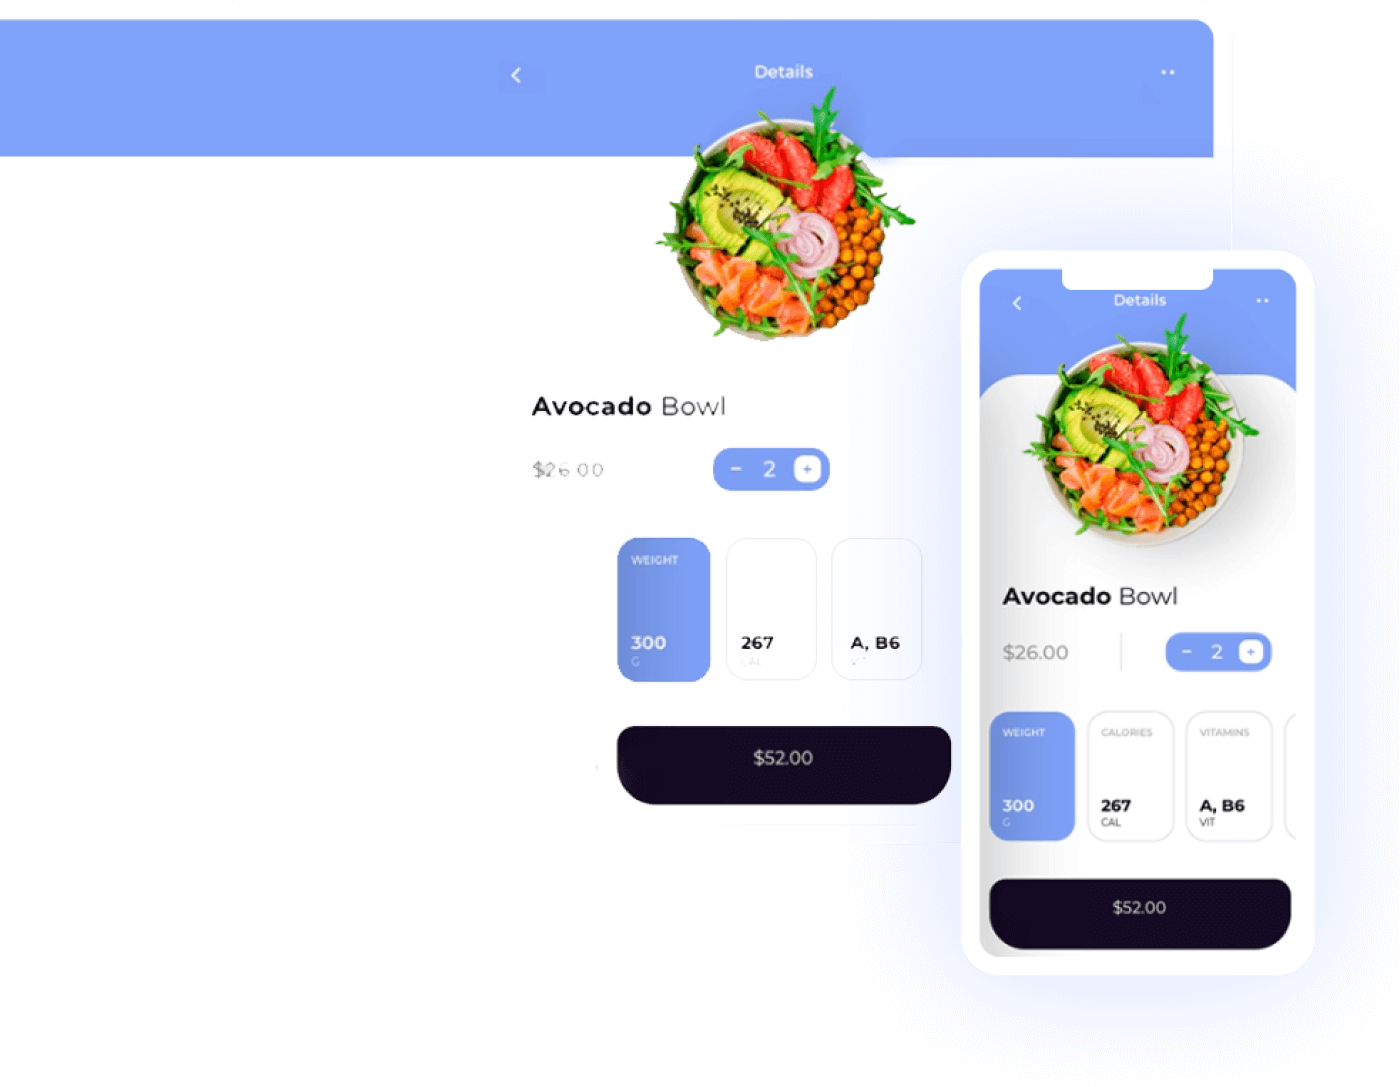 Details
Avocado Bowl
$26.00
− 2 +
WEIGHT
300
G
267
CAL
A, B6
$52.00
Details
Avocado Bowl
$26.00
− 2 +
WEIGHT CALORIES VITAMINS
300 267 A, B6
G CAL VIT
$52.00